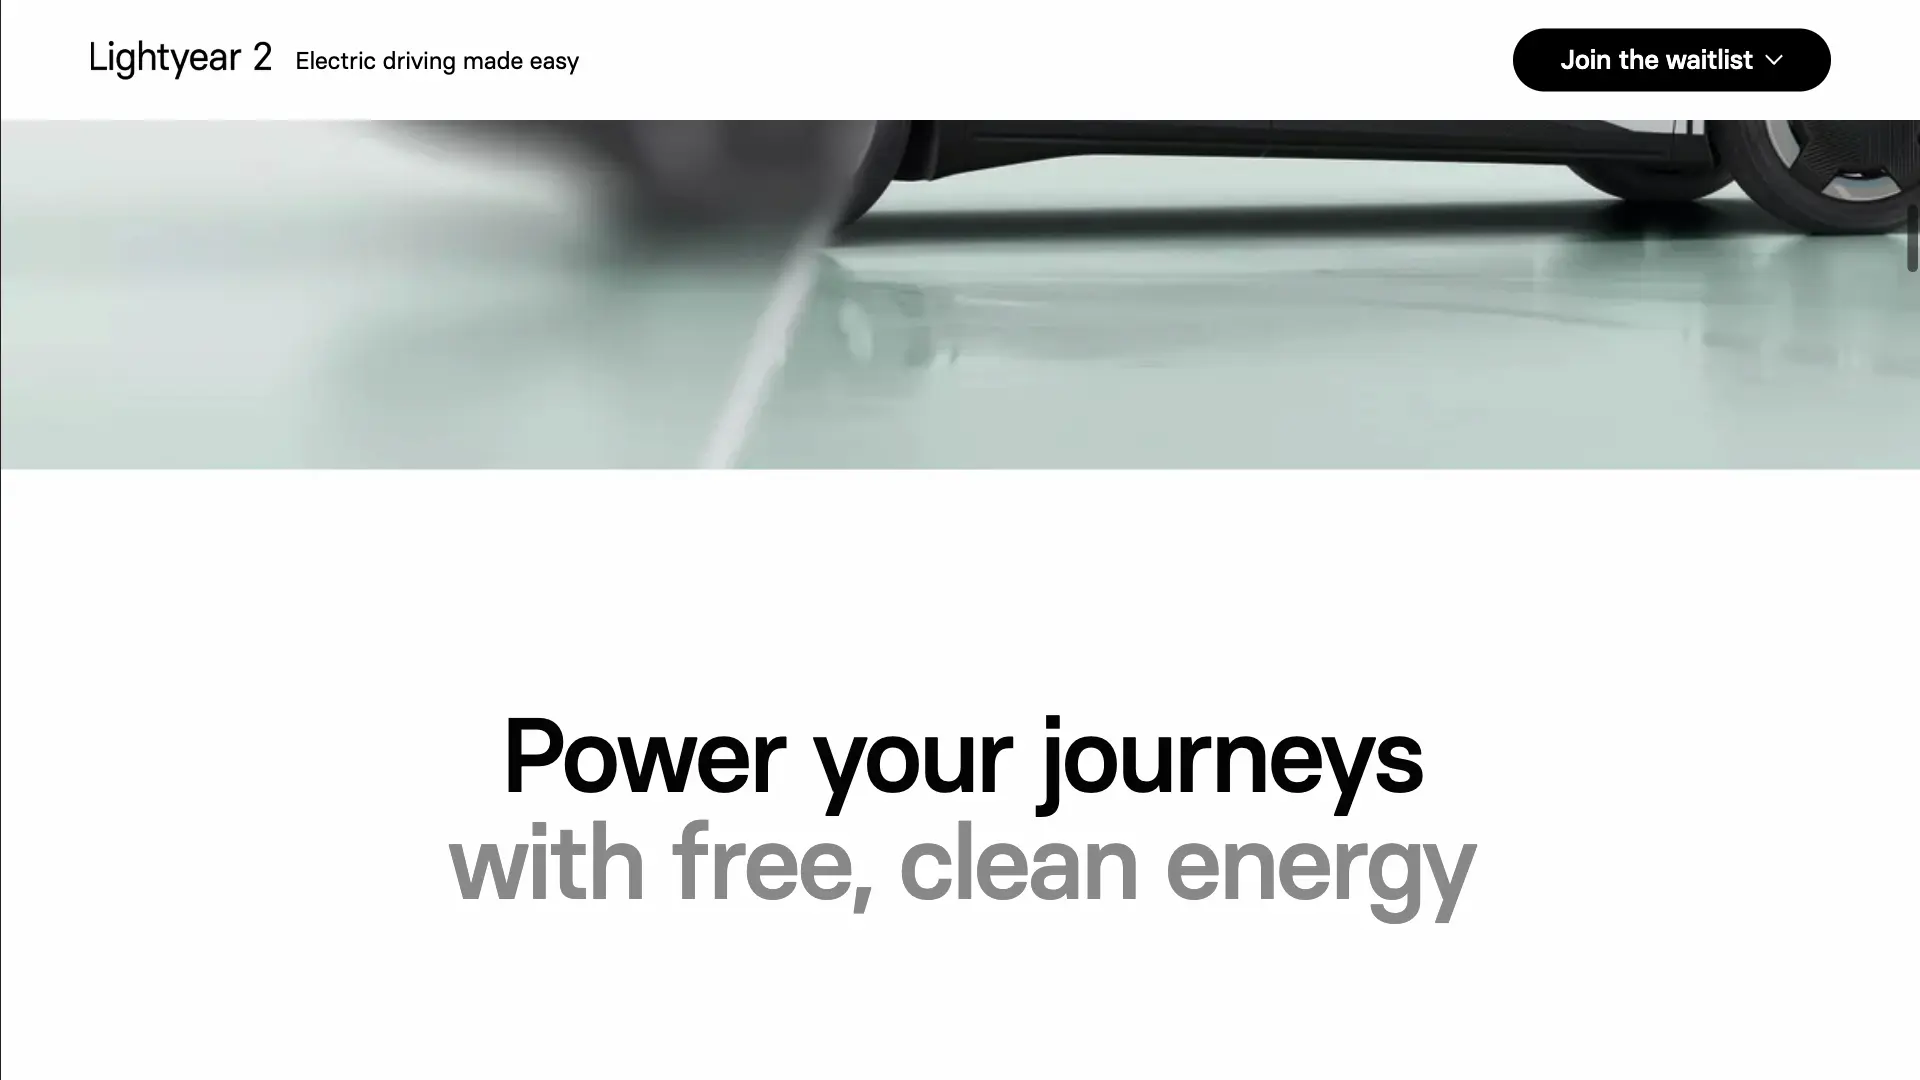 Lightyear 2 Electric driving made easy
Join the waitlist
Power your journeys
with free, clean energy